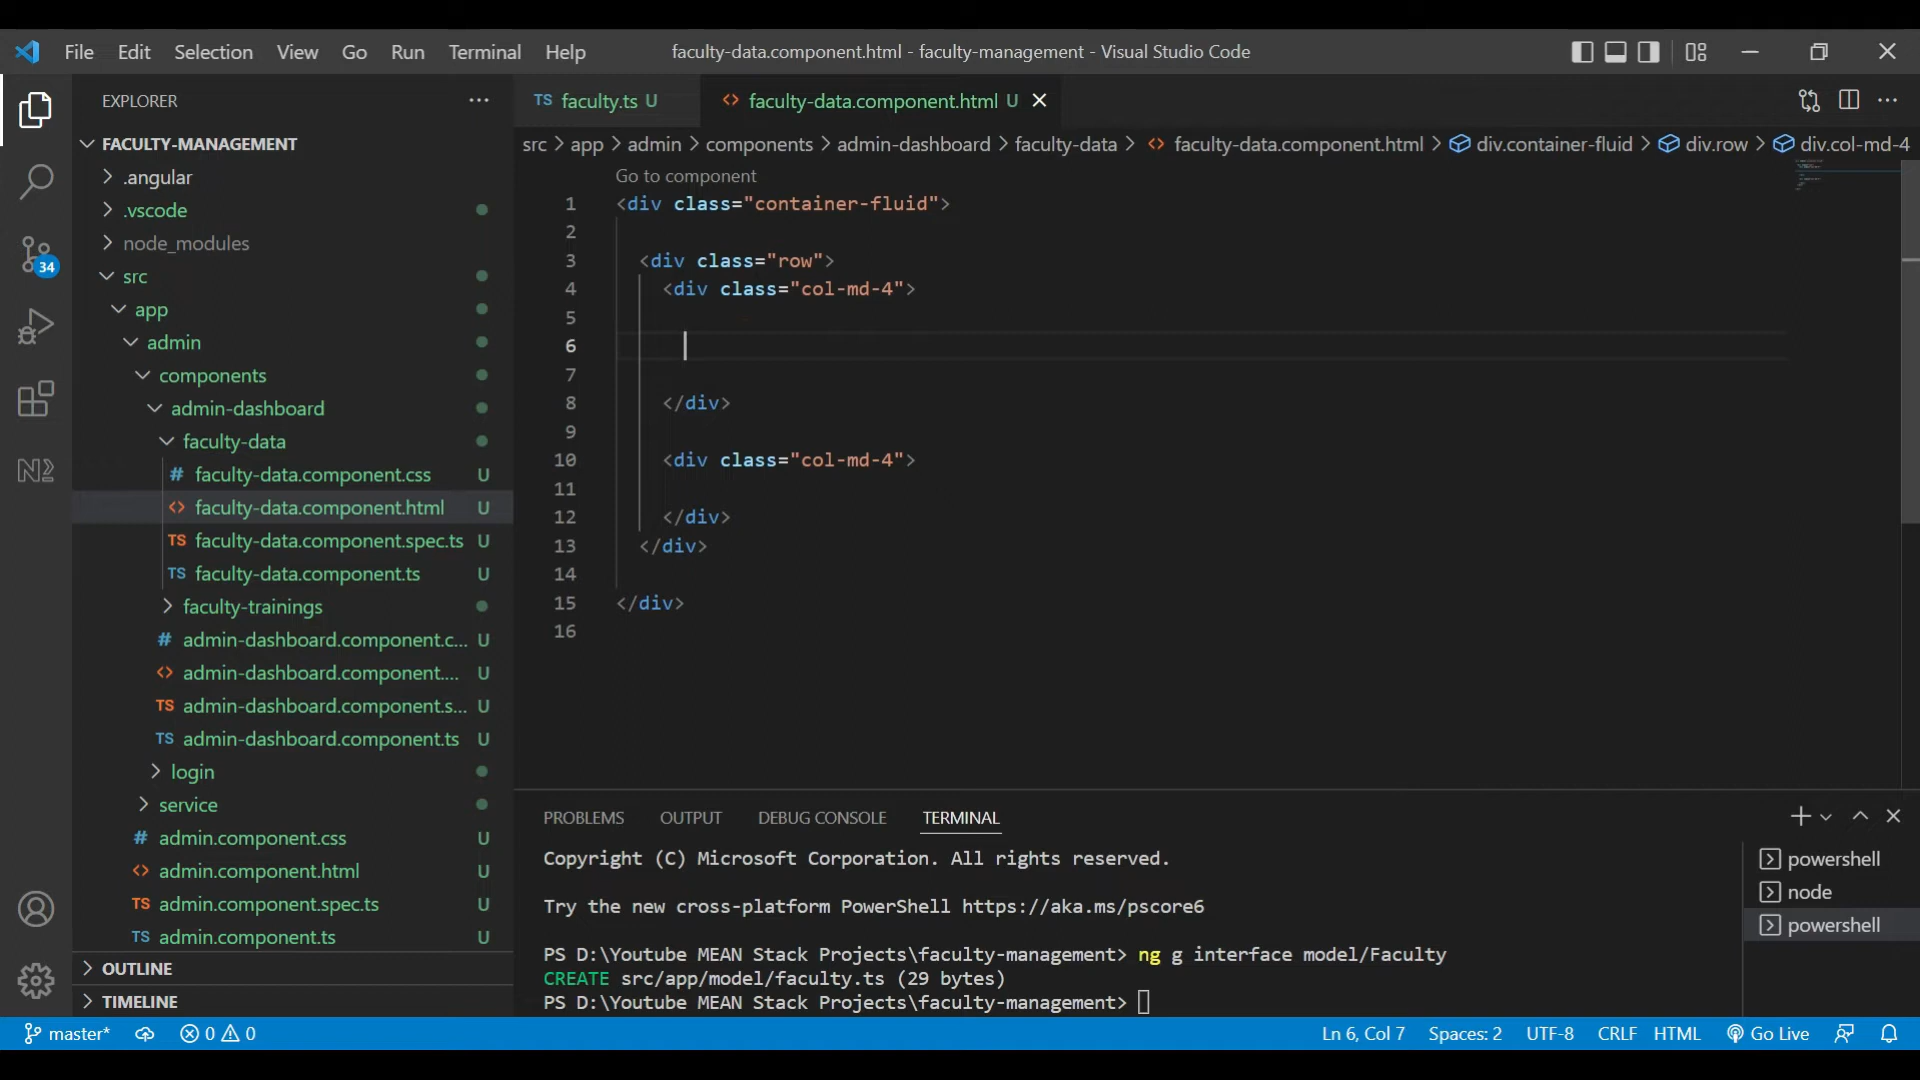 File Edit Selection View Go Run Terminal Help
faculty-data.component.html - faculty-management - Visual Studio Code
EXPLORER
FACULTY-MANAGEMENT
.angular
.vscode
node_modules
src
app
admin
components
admin-dashboard
faculty-data
# faculty-data.component.css U
<> faculty-data.component.html U
TS faculty-data.component.spec.ts U
TS faculty-data.component.ts U
faculty-trainings
# admin-dashboard.component.c... U
<> admin-dashboard.component.... U
TS admin-dashboard.component.s... U
TS admin-dashboard.component.ts U
login
service
# admin.component.css U
<> admin.component.html U
TS admin.component.spec.ts U
TS admin.component.ts U
OUTLINE
TIMELINE
34
TS faculty.ts U
<> faculty-data.component.html U
src > app > admin > components > admin-dashboard > faculty-data > <> faculty-data.component.html > div.container-fluid > div.row > div.col-md-4
Go to component
1 <div class="container-fluid">
2
3 <div class="row">
4 <div class="col-md-4">
5
6
7
8 </div>
9
10 <div class="col-md-4">
11
12 </div>
13 </div>
14
15 </div>
16
PROBLEMS OUTPUT DEBUG CONSOLE TERMINAL
Copyright (C) Microsoft Corporation. All rights reserved.
Try the new cross-platform PowerShell https://aka.ms/pscore6
PS D:\Youtube MEAN Stack Projects\faculty-management> ng g interface model/Faculty
CREATE src/app/model/faculty.ts (29 bytes)
PS D:\Youtube MEAN Stack Projects\faculty-management>
powershell
node
powershell
master* 0 0 Ln 6, Col 7 Spaces: 2 UTF-8 CRLF HTML Go Live